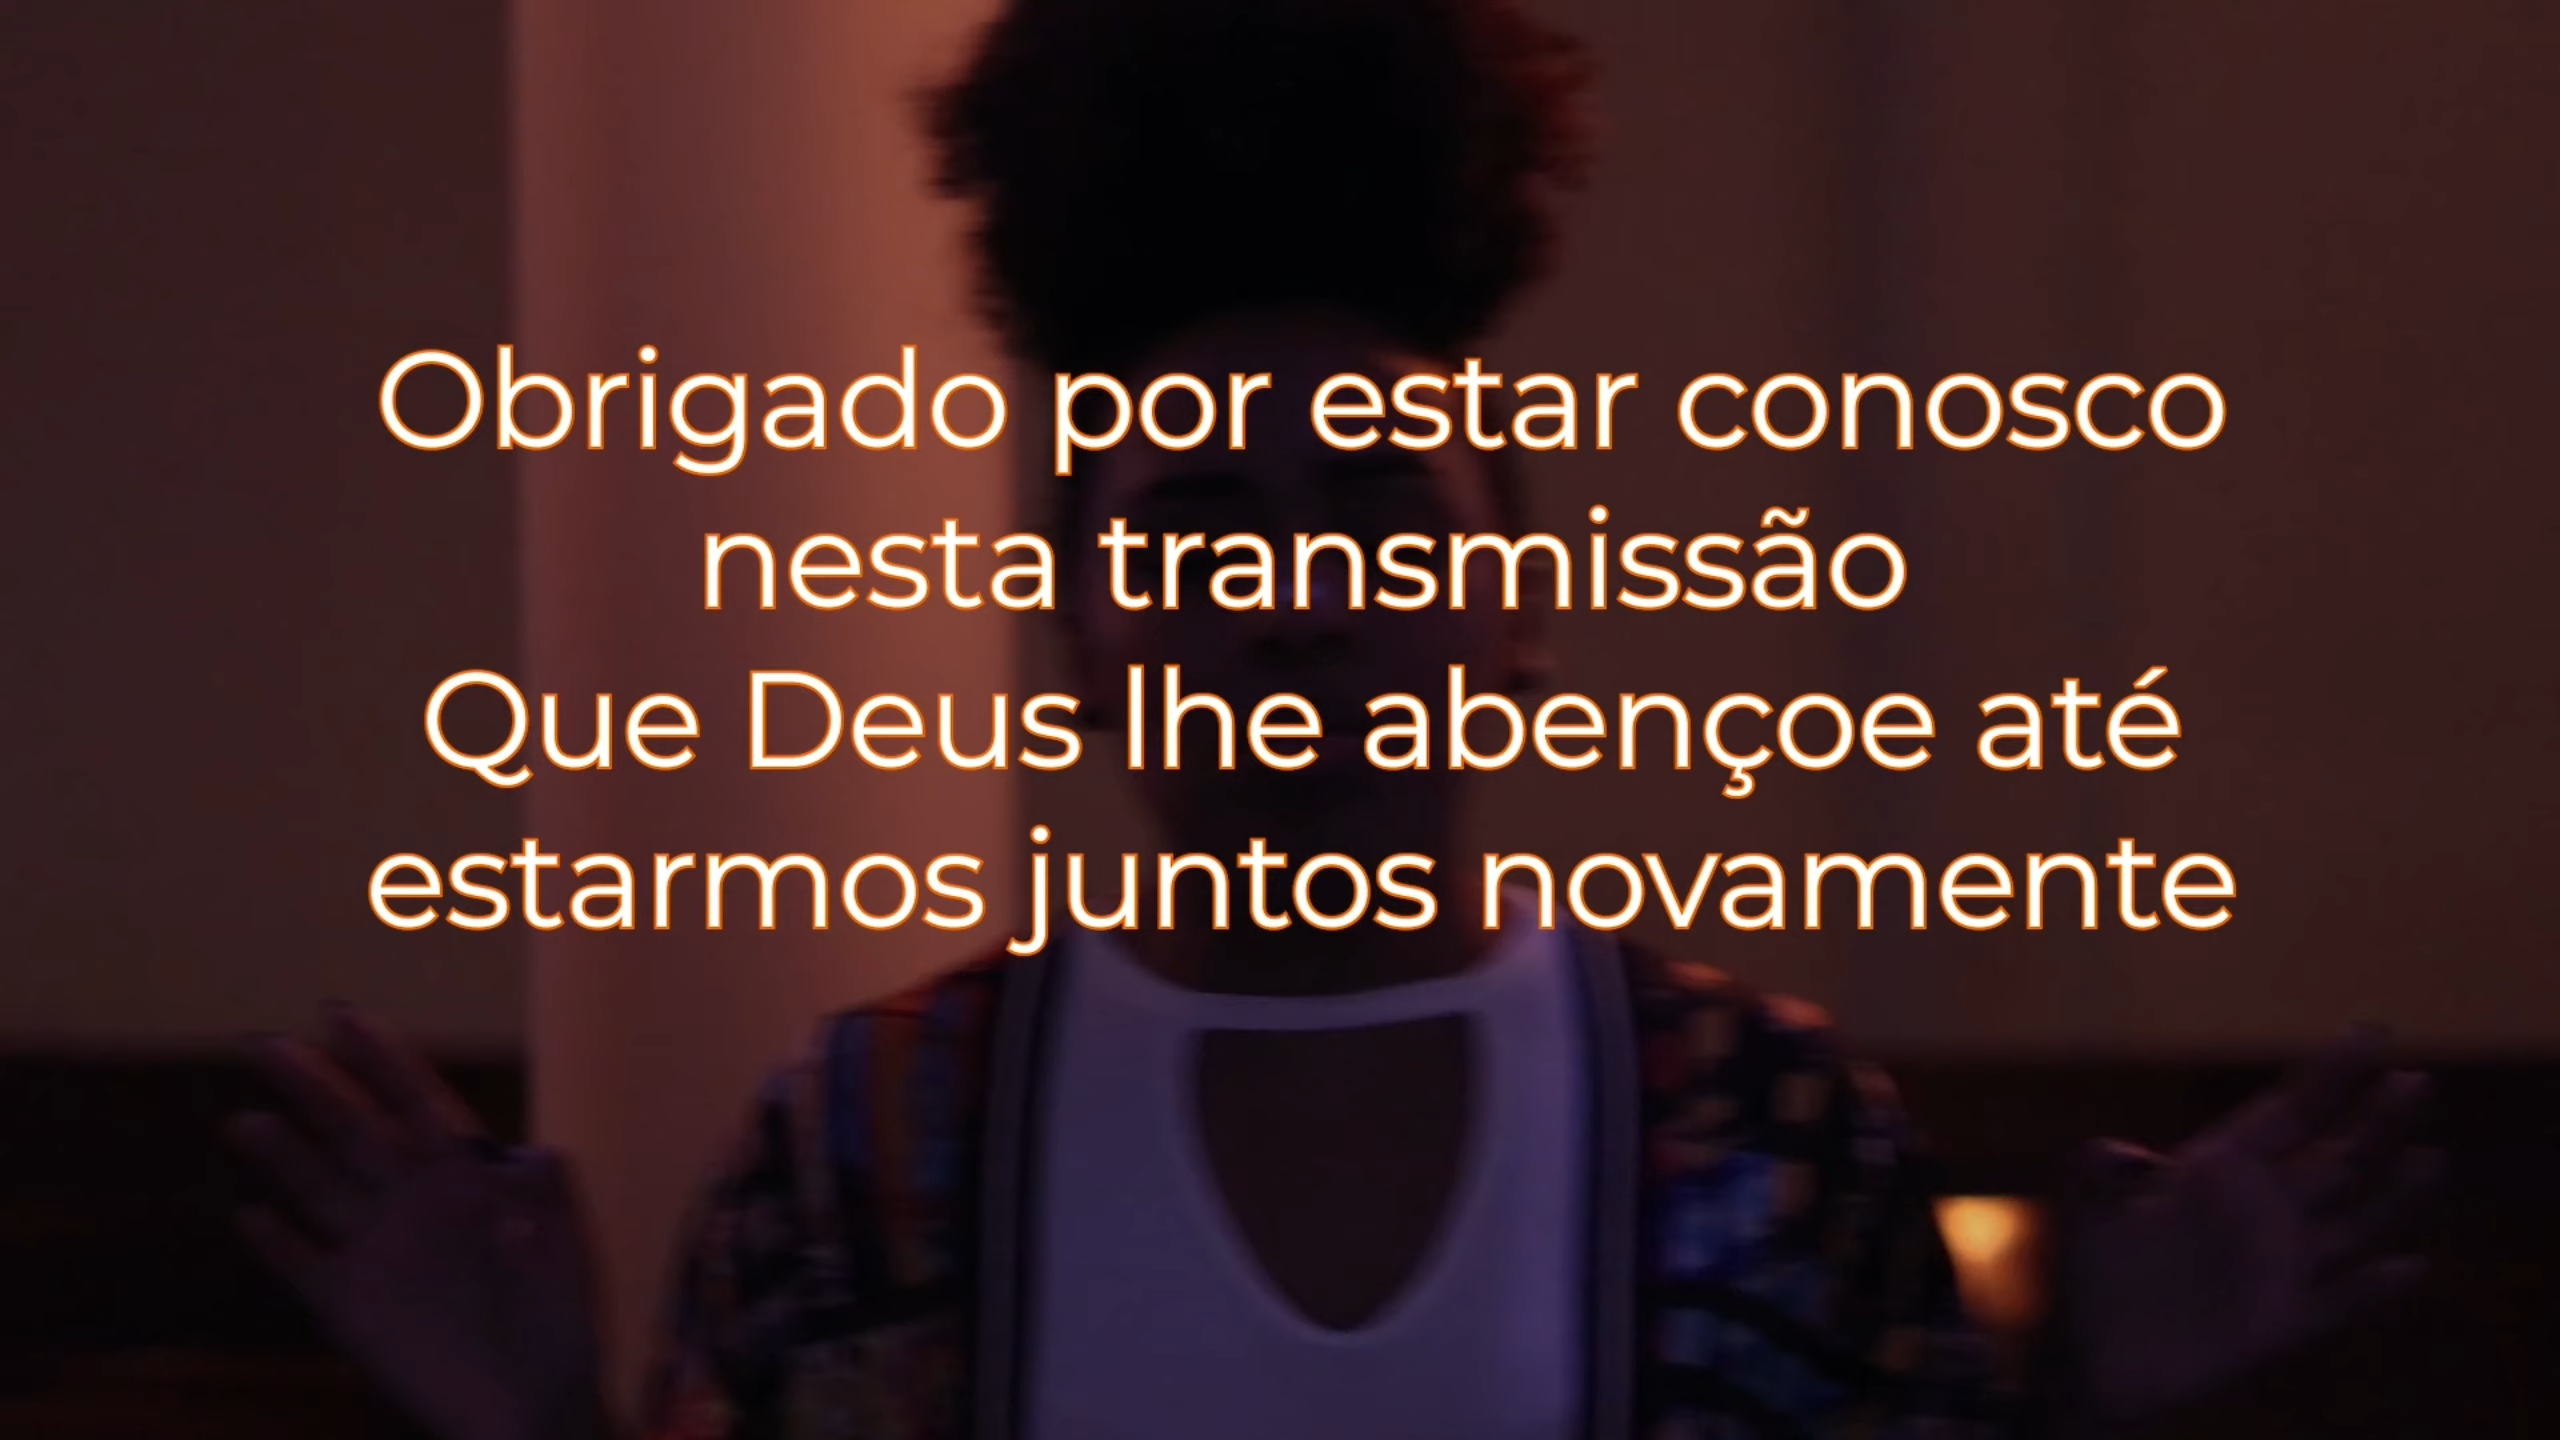 Obrigado por estar conosco
nesta transmissão
Que Deus lhe abençoe até
estarmos juntos novamente